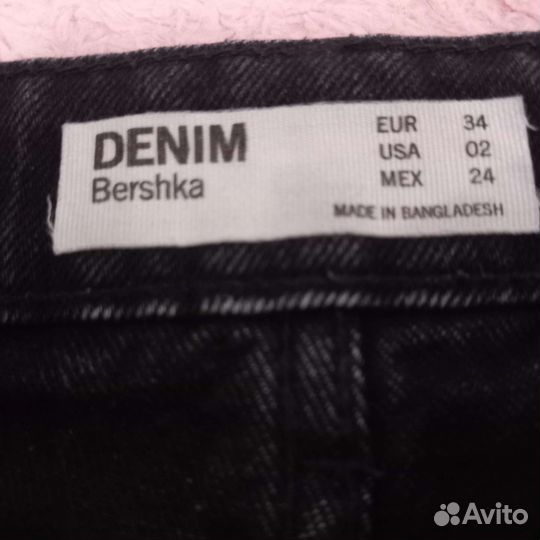 DENIM
Bershka
EUR 34
USA 02
MEX 24
MADE IN BANGLADESH
Avito